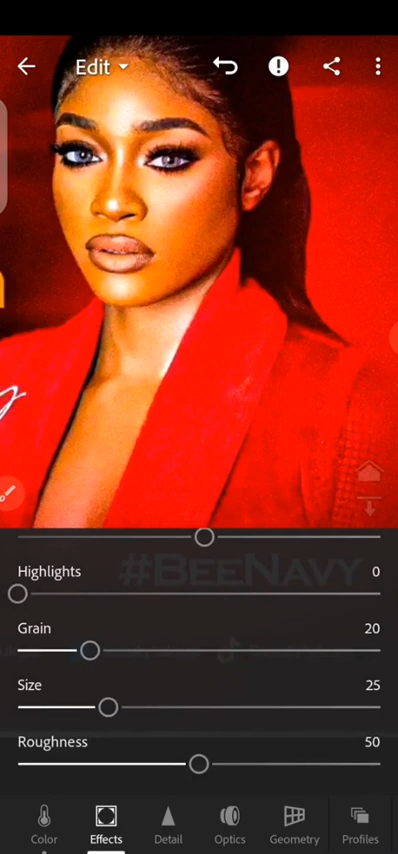 Edit
#BEENAVY
Highlights 0
Grain 20
Size 25
Roughness 50
Color Effects Detail Optics Geometry Profiles